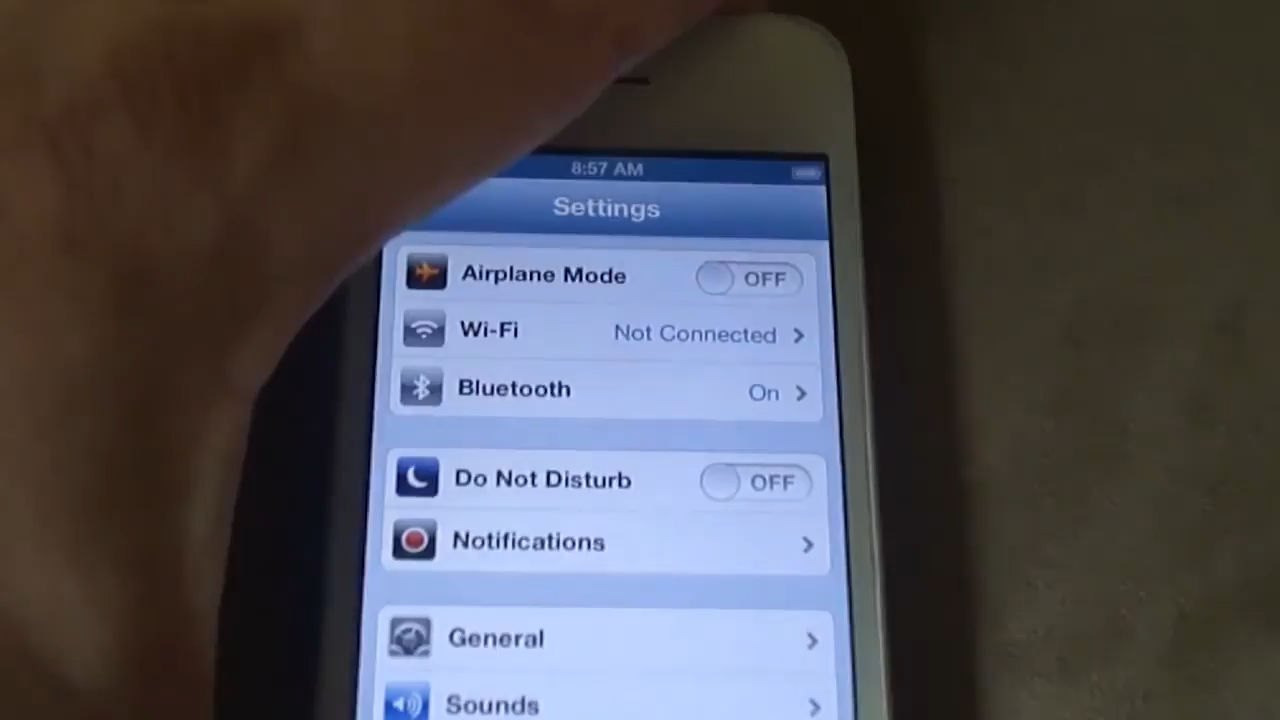 8:57 AM
Settings
Airplane Mode OFF
Wi-Fi Not Connected
Bluetooth On
Do Not Disturb OFF
Notifications
General
Sounds